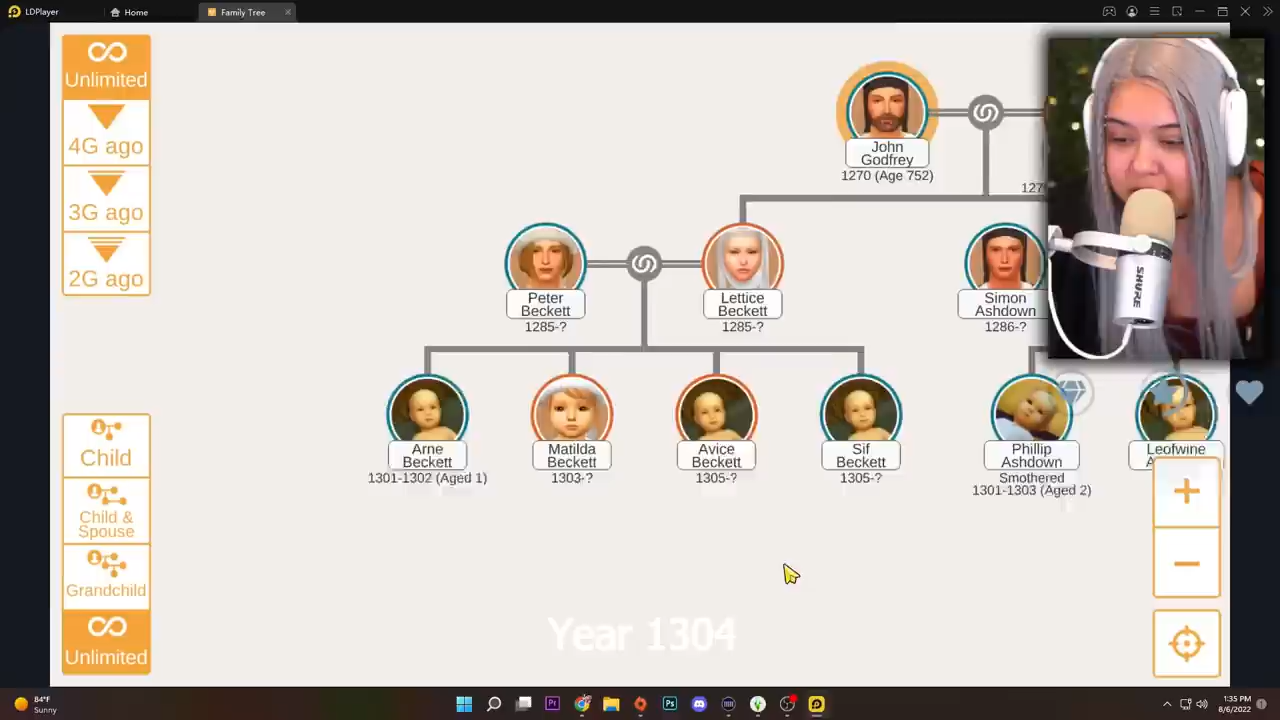 LDPlayer
Home
Family Tree
Unlimited
4G ago
3G ago
2G ago
John
Godfrey
1270 (Age 752)
127
Peter
Beckett
1285-?
Lettice
Beckett
1285-?
Simon
Ashdown
1286-?
Arne
Beckett
1301-1302 (Aged 1)
Matilda
Beckett
1303-?
Avice
Beckett
1305-?
Sif
Beckett
1305-?
Phillip
Ashdown
Smothered
1301-1303 (Aged 2)
Leofwine
Child
Child &
Spouse
Grandchild
Unlimited
SHURE
Year 1304
84°F
Sunny
1:35 PM
8/6/2022